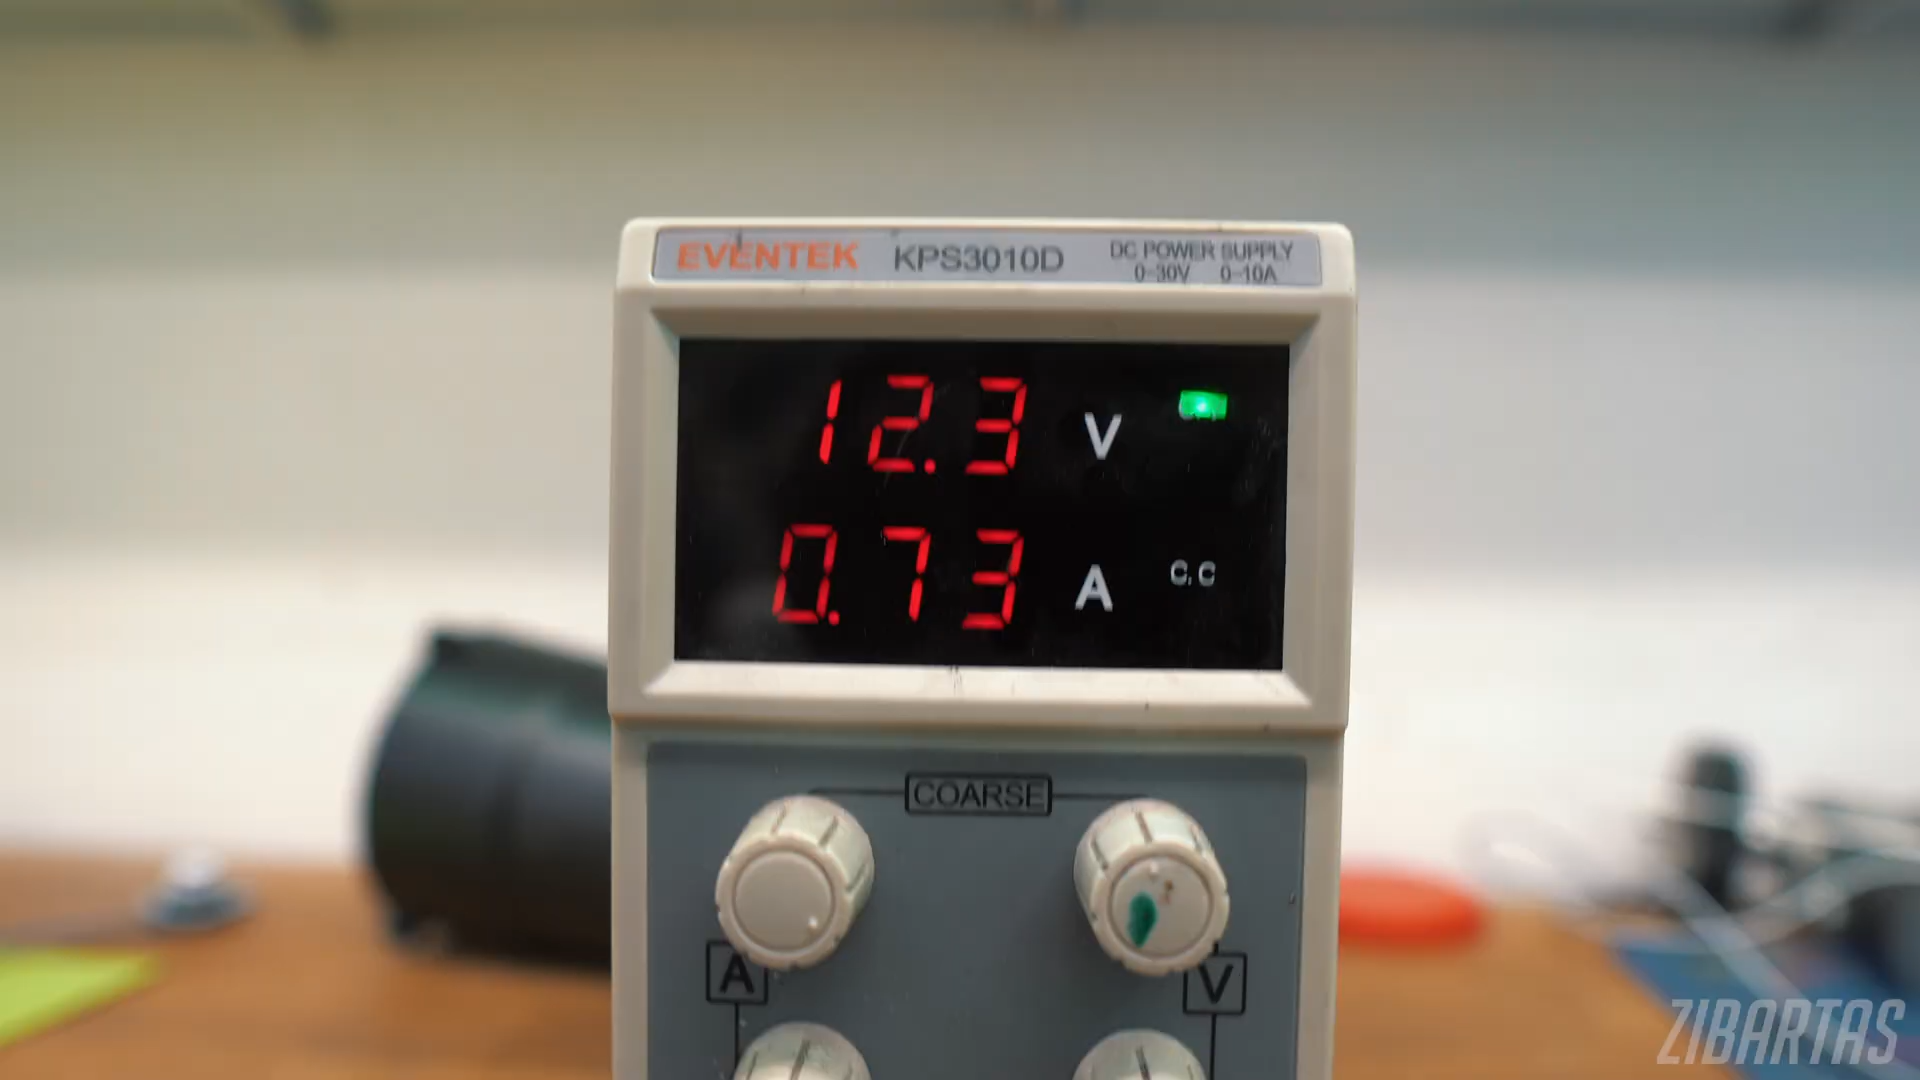 EVENTEK KPS3010D DC POWER SUPPLY
0-30V 0-10A
12.3 V
0.73 A C.C
COARSE
A V
ZIBARTAS